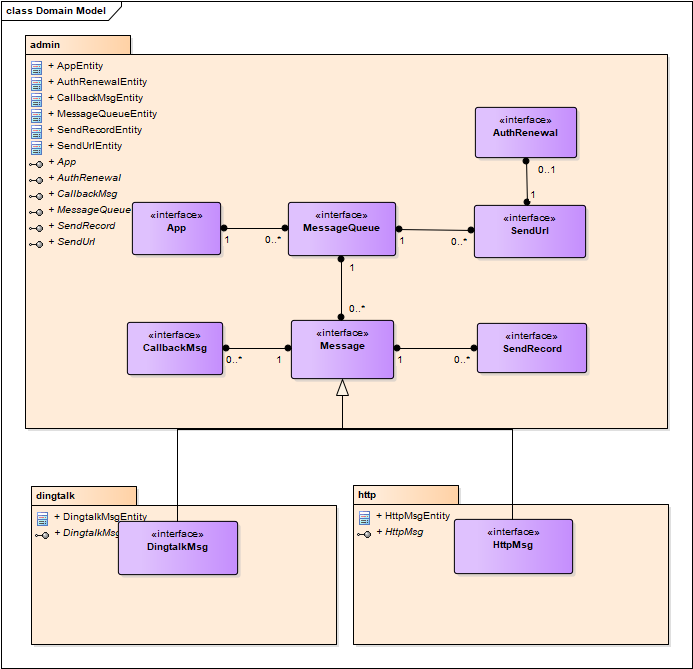 class Domain Model
admin
+ AppEntity
+ AuthRenewalEntity
+ CallbackMsgEntity
+ MessageQueueEntity
+ SendRecordEntity
+ SendUrlEntity
+ App
+ AuthRenewal
+ CallbackMsg
+ MessageQueue
+ SendRecord
+ SendUrl
«interface»
AuthRenewal
0..1
1
«interface»
App
1
0..*
«interface»
MessageQueue
1
0..*
«interface»
SendUrl
1
0..*
«interface»
CallbackMsg
0..*
1
«interface»
Message
1
0..*
«interface»
SendRecord
dingtalk
+ DingtalkMsgEntity
+ DingtalkMsg
«interface»
DingtalkMsg
http
+ HttpMsgEntity
+ HttpMsg
«interface»
HttpMsg